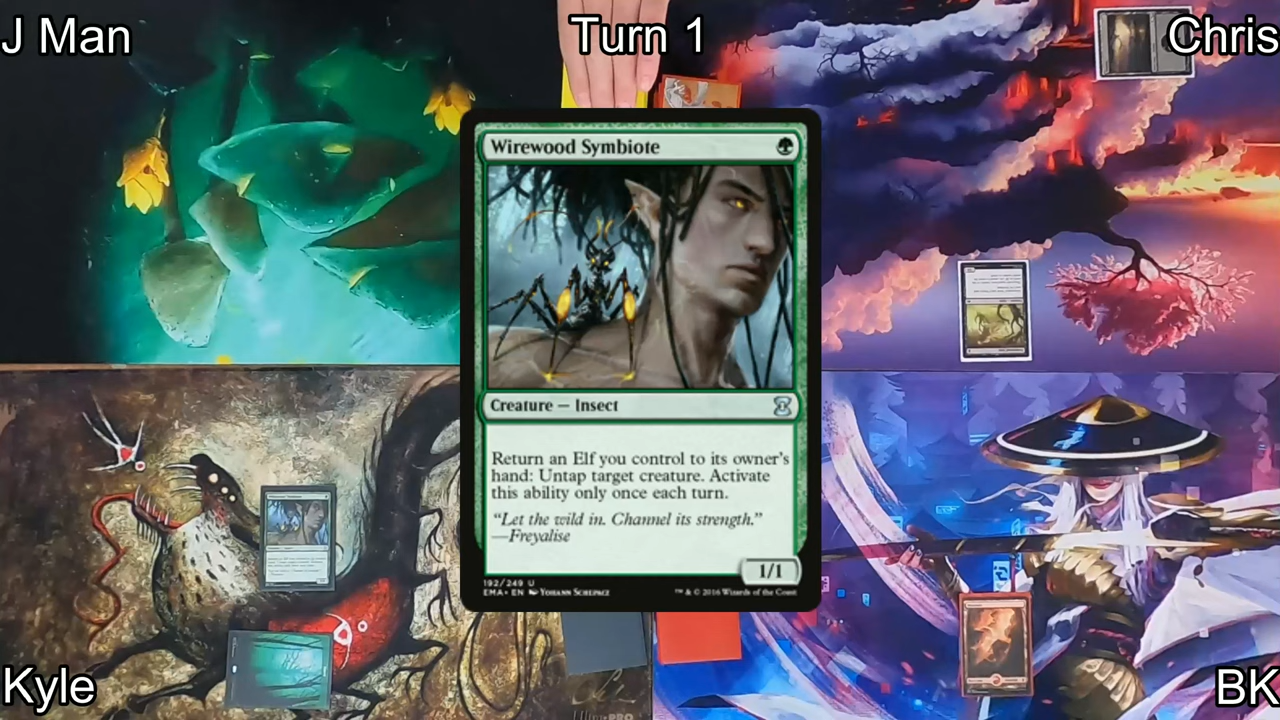 J Man
Turn 1
Chris
Wirewood Symbiote
Creature — Insect
Return an Elf you control to its owner's
hand: Untap target creature. Activate
this ability only once each turn.
“Let the wild in. Channel its strength.”
—Freyalise
1/1
192/249 U
EMA • EN Yohann Schepacz
™ & © 2016 Wizards of the Coast
Kyle
BK